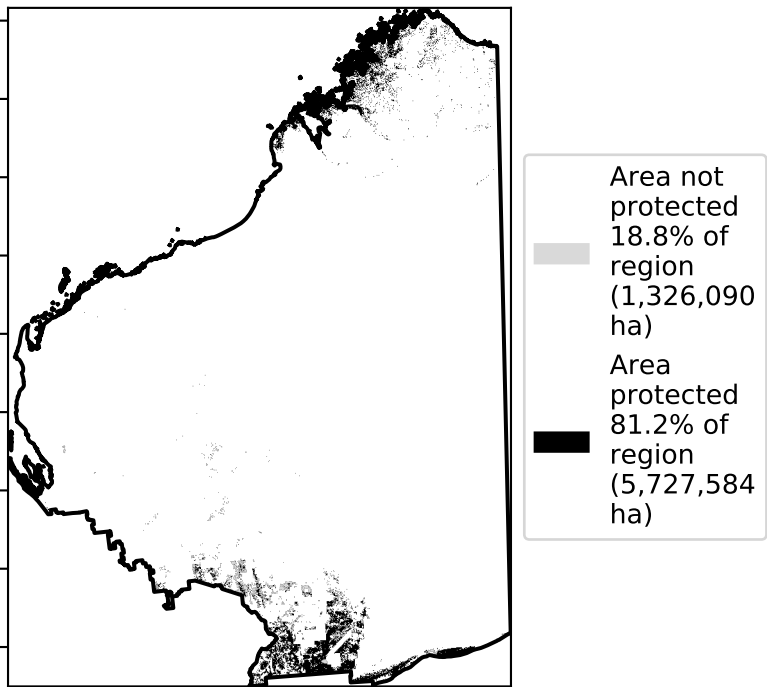 Area not
protected
18.8% of
region
(1,326,090
ha)
Area
protected
81.2% of
region
(5,727,584
ha)